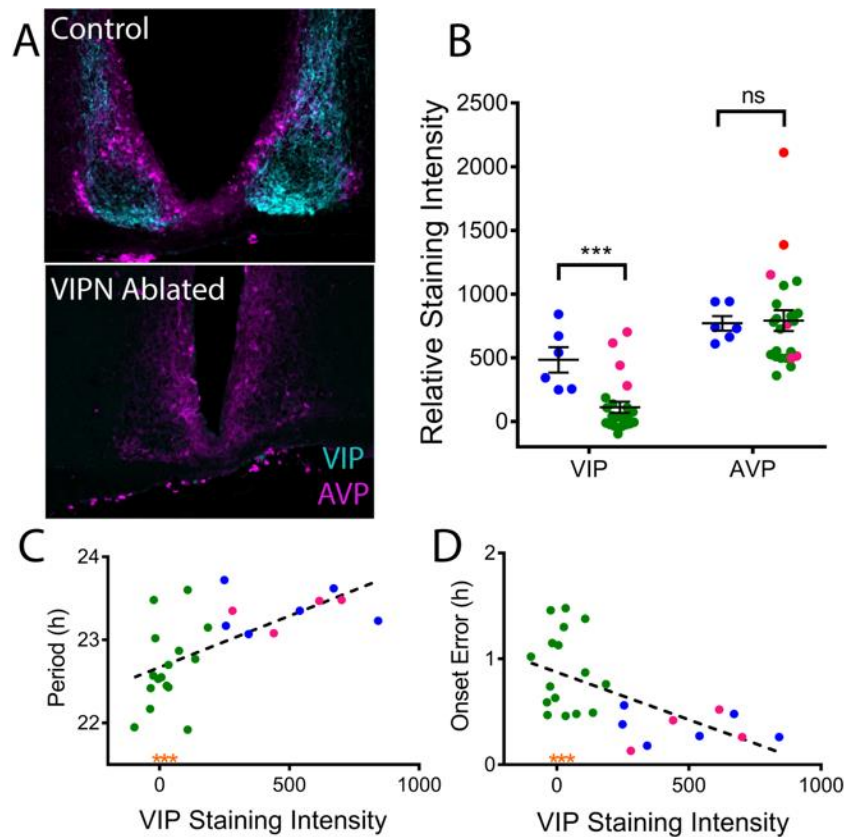 A
Control
VIPN Ablated
VIP
AVP
B
Relative Staining Intensity
2500
2000
1500
1000
500
0
***
ns
VIP
AVP
C
Period (h)
24
23
22
***
0
500
1000
VIP Staining Intensity
D
Onset Error (h)
2
1
0
***
0
500
1000
VIP Staining Intensity